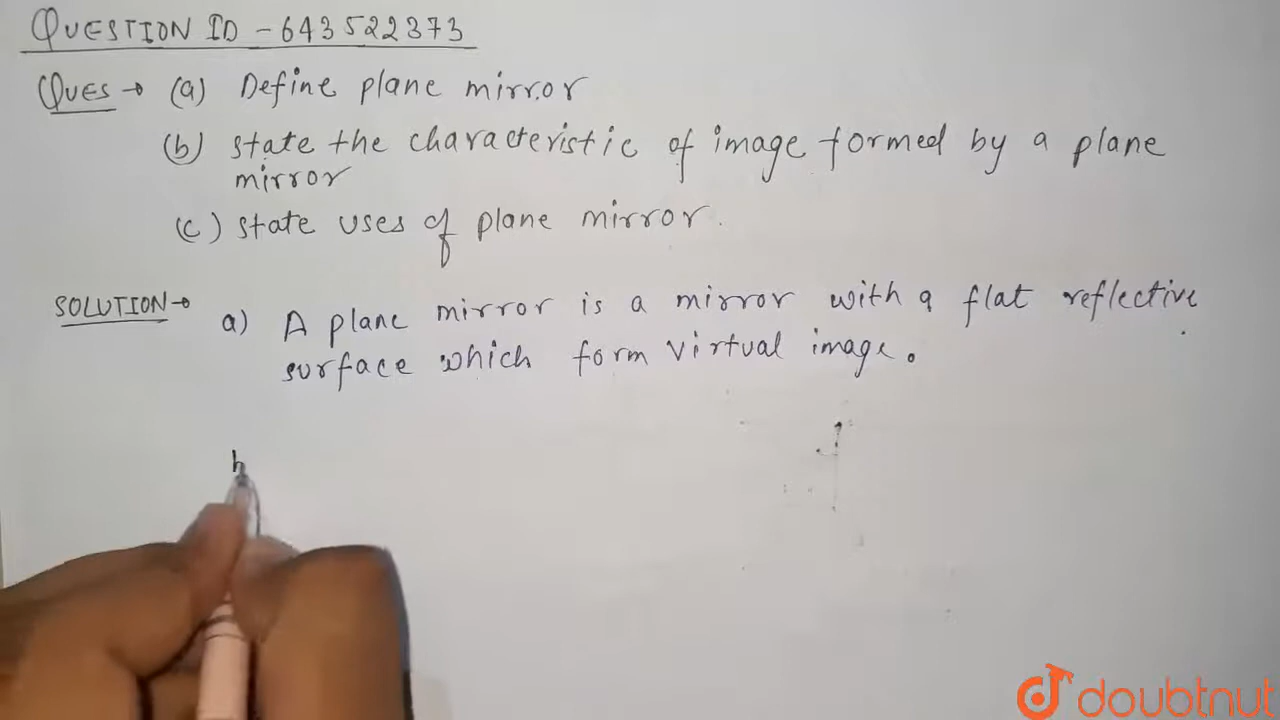 QUESTION ID - 643522373
QUES → (a) Define plane mirror
(b) state the characteristic of image formed by a plane
mirror
(c) state uses of plane mirror.
SOLUTION → a) A plane mirror is a mirror with a flat reflective
surface which form virtual image.
b
doubtnut